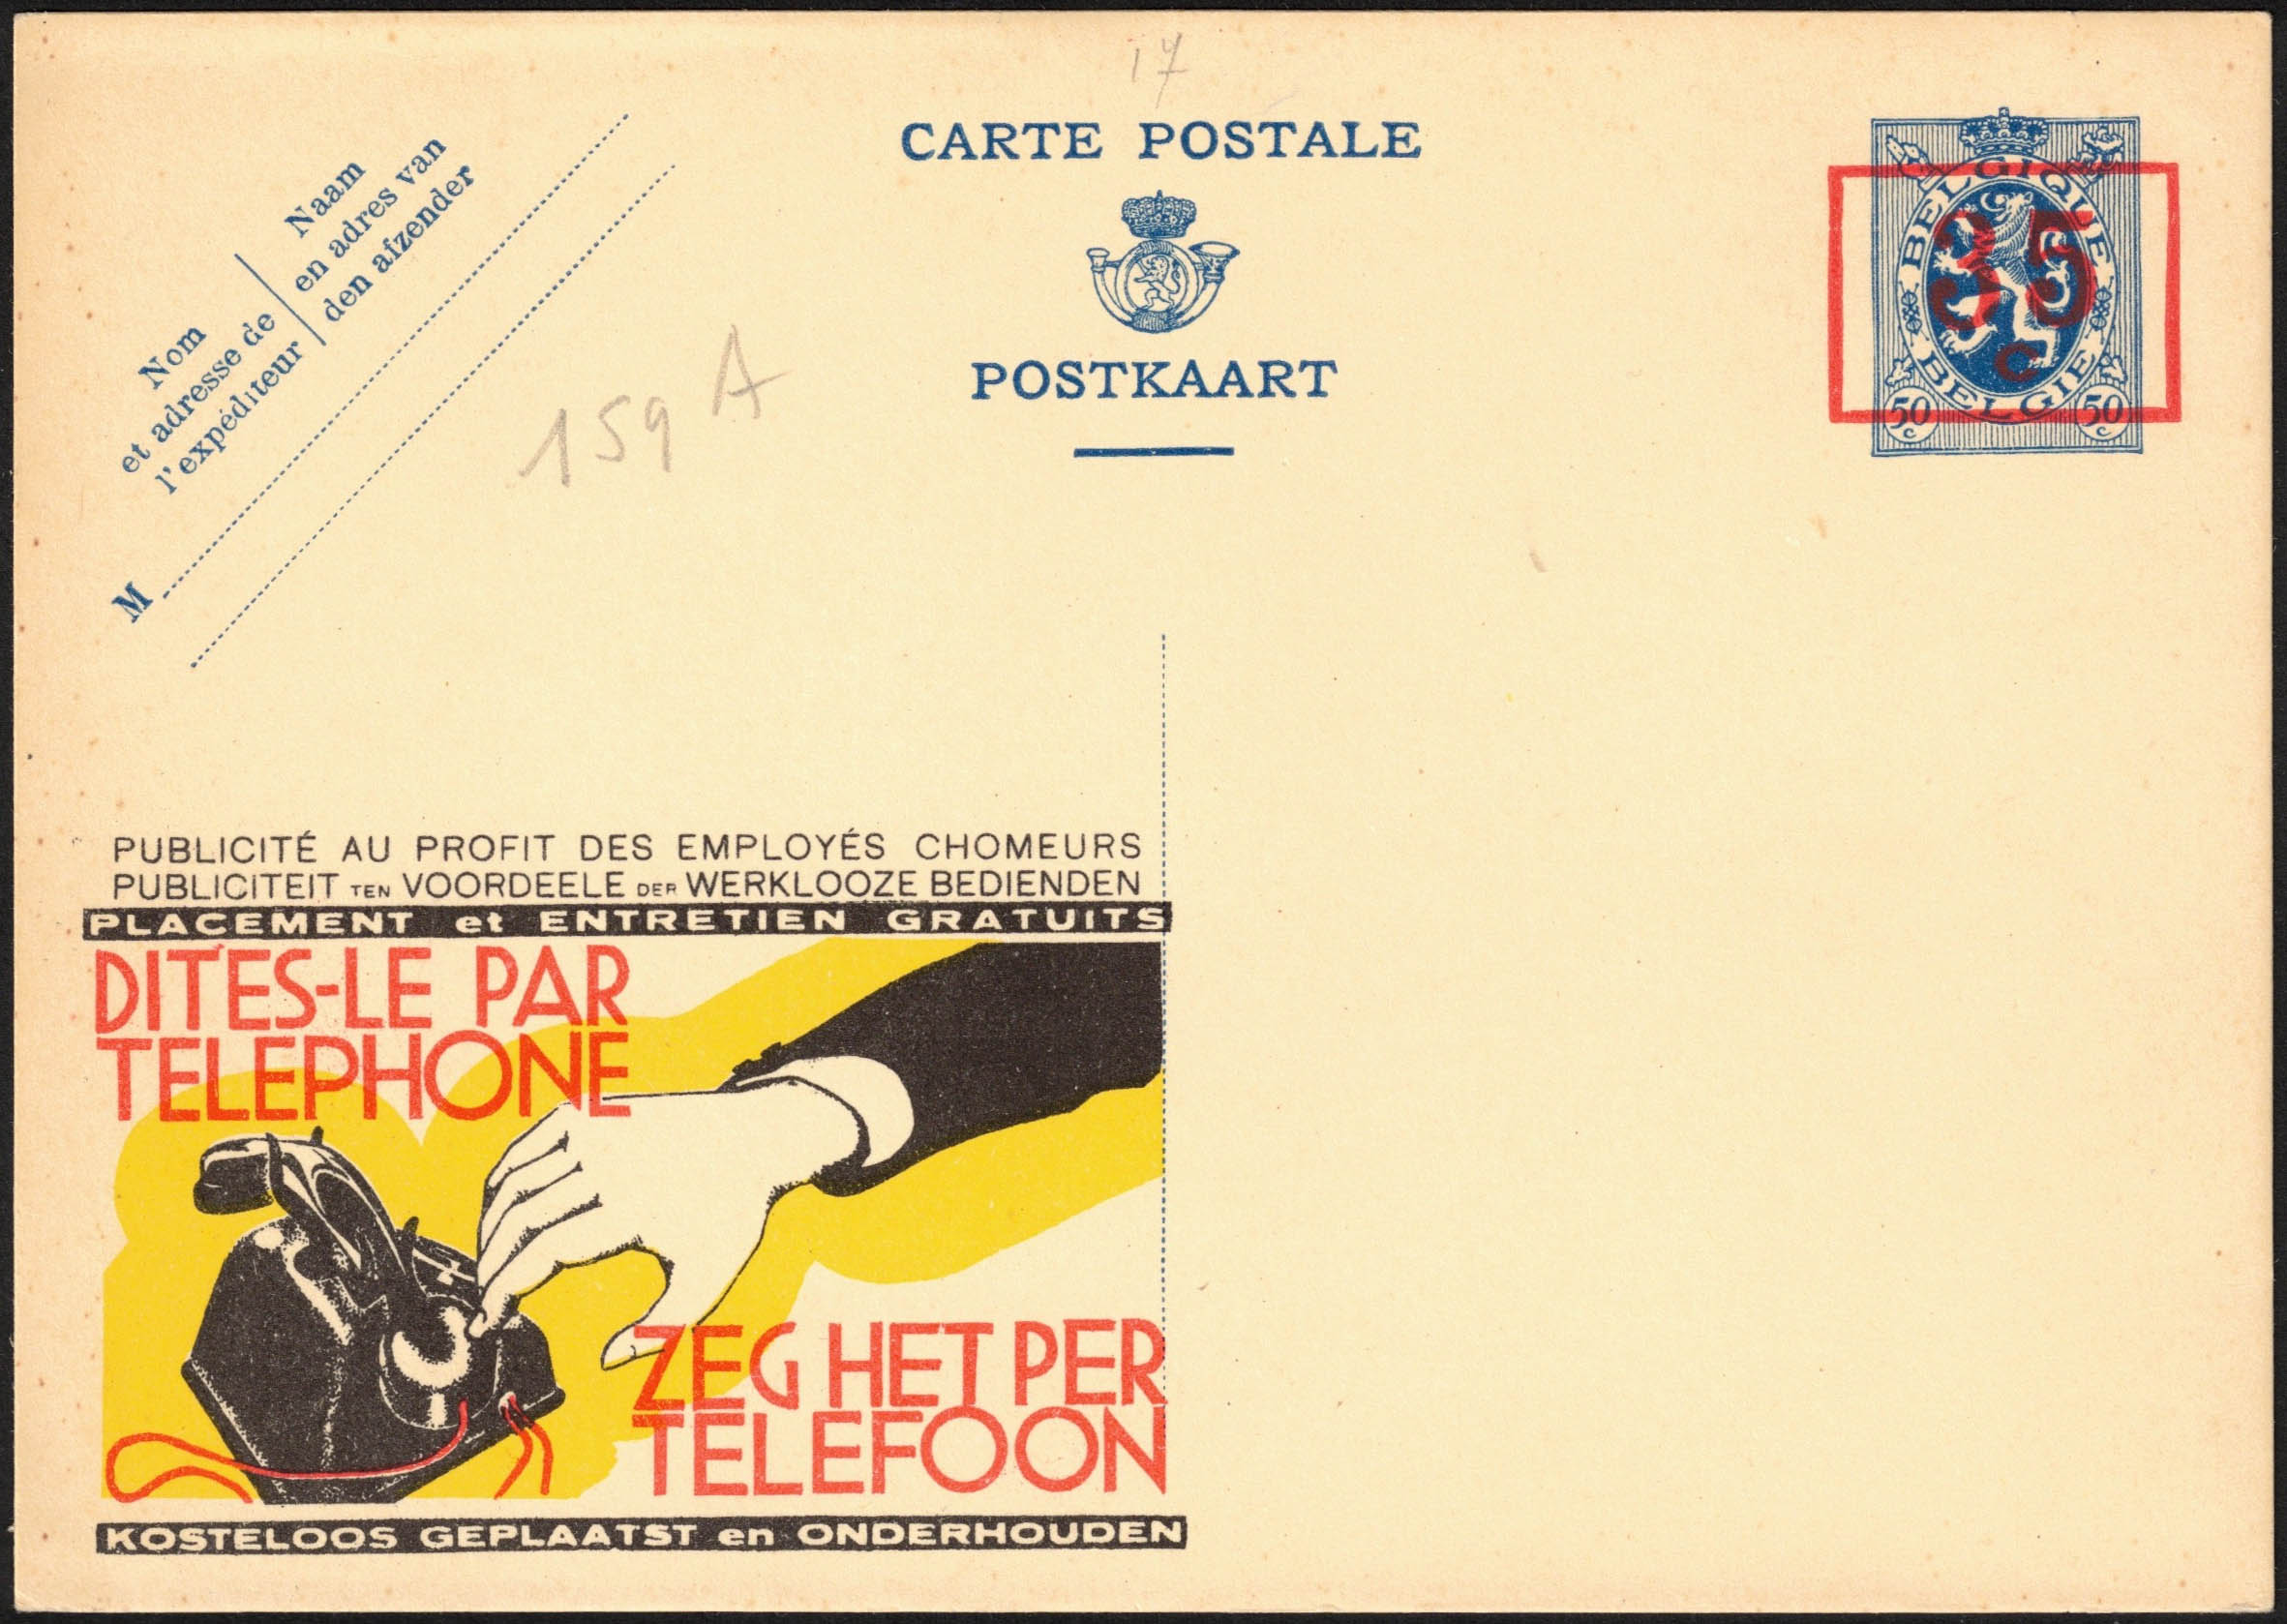 17
CARTE POSTALE
POSTKAART
Nom
et adresse de
l'expéditeur
Naam
en adres van
den afzender
M
159 A
BELGIQUE
35
c
BELGIË
50
c
50
c
PUBLICITÉ AU PROFIT DES EMPLOYÉS CHOMEURS
PUBLICITEIT TEN VOORDEELE DER WERKLOOZE BEDIENDEN
PLACEMENT et ENTRETIEN GRATUITS
DITES-LE PAR
TELEPHONE
ZEG HET PER
TELEFOON
KOSTELOOS GEPLAATST en ONDERHOUDEN